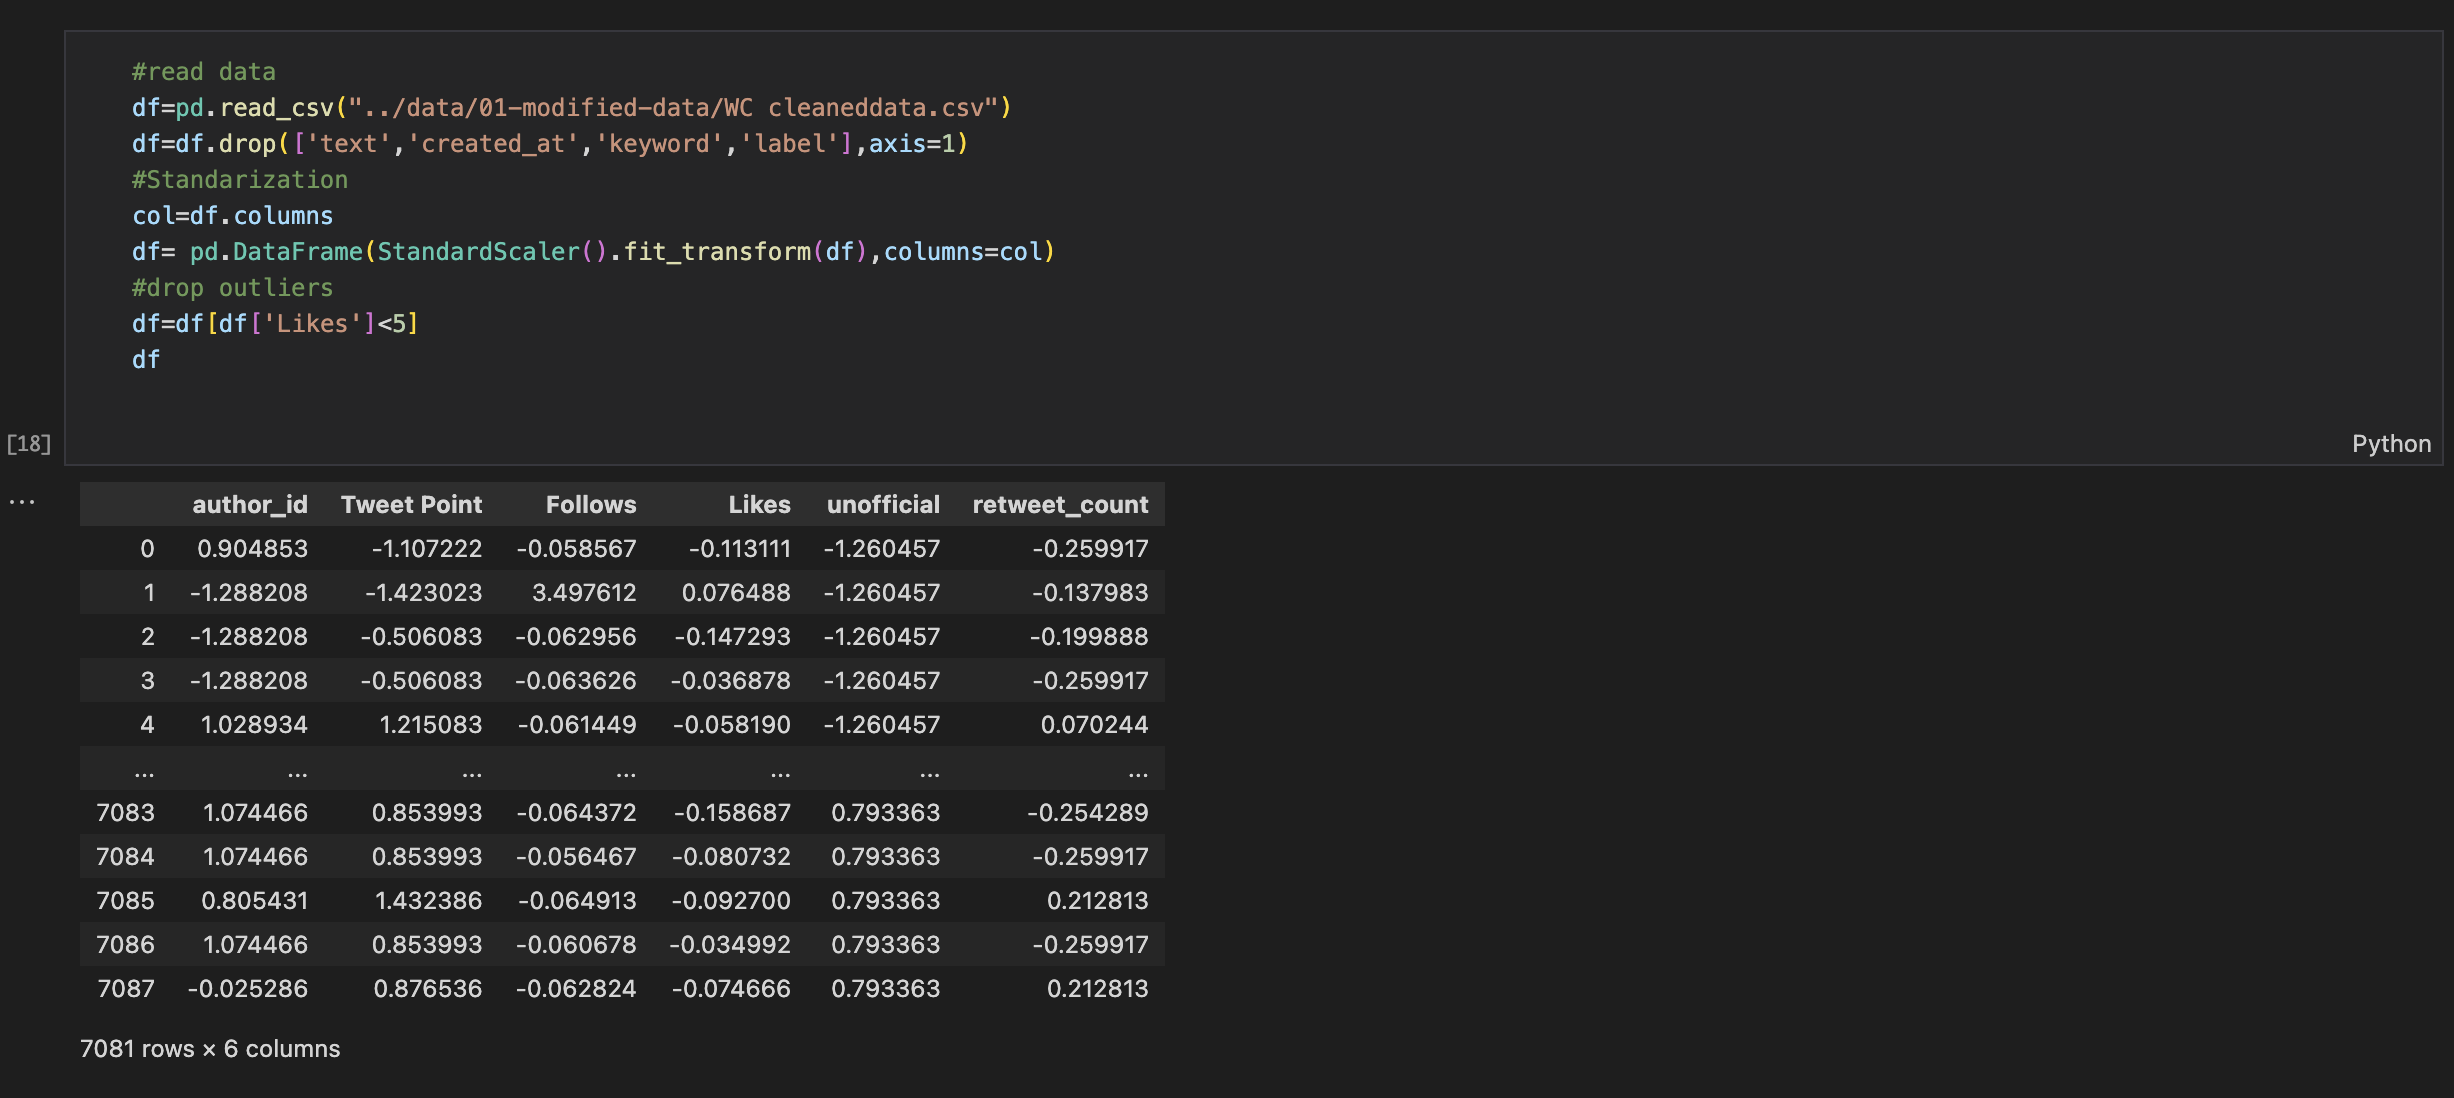 #read data
df=pd.read_csv("../data/01-modified-data/WC cleaneddata.csv")
df=df.drop(['text','created_at','keyword','label'],axis=1)
#Standarization
col=df.columns
df= pd.DataFrame(StandardScaler().fit_transform(df),columns=col)
#drop outliers
df=df[df['Likes']<5]
df
[18]
Python
...
author_id Tweet Point Follows Likes unofficial retweet_count
0 0.904853 -1.107222 -0.058567 -0.113111 -1.260457 -0.259917
1 -1.288208 -1.423023 3.497612 0.076488 -1.260457 -0.137983
2 -1.288208 -0.506083 -0.062956 -0.147293 -1.260457 -0.199888
3 -1.288208 -0.506083 -0.063626 -0.036878 -1.260457 -0.259917
4 1.028934 1.215083 -0.061449 -0.058190 -1.260457 0.070244
... ... ... ... ... ... ...
7083 1.074466 0.853993 -0.064372 -0.158687 0.793363 -0.254289
7084 1.074466 0.853993 -0.056467 -0.080732 0.793363 -0.259917
7085 0.805431 1.432386 -0.064913 -0.092700 0.793363 0.212813
7086 1.074466 0.853993 -0.060678 -0.034992 0.793363 -0.259917
7087 -0.025286 0.876536 -0.062824 -0.074666 0.793363 0.212813
7081 rows × 6 columns